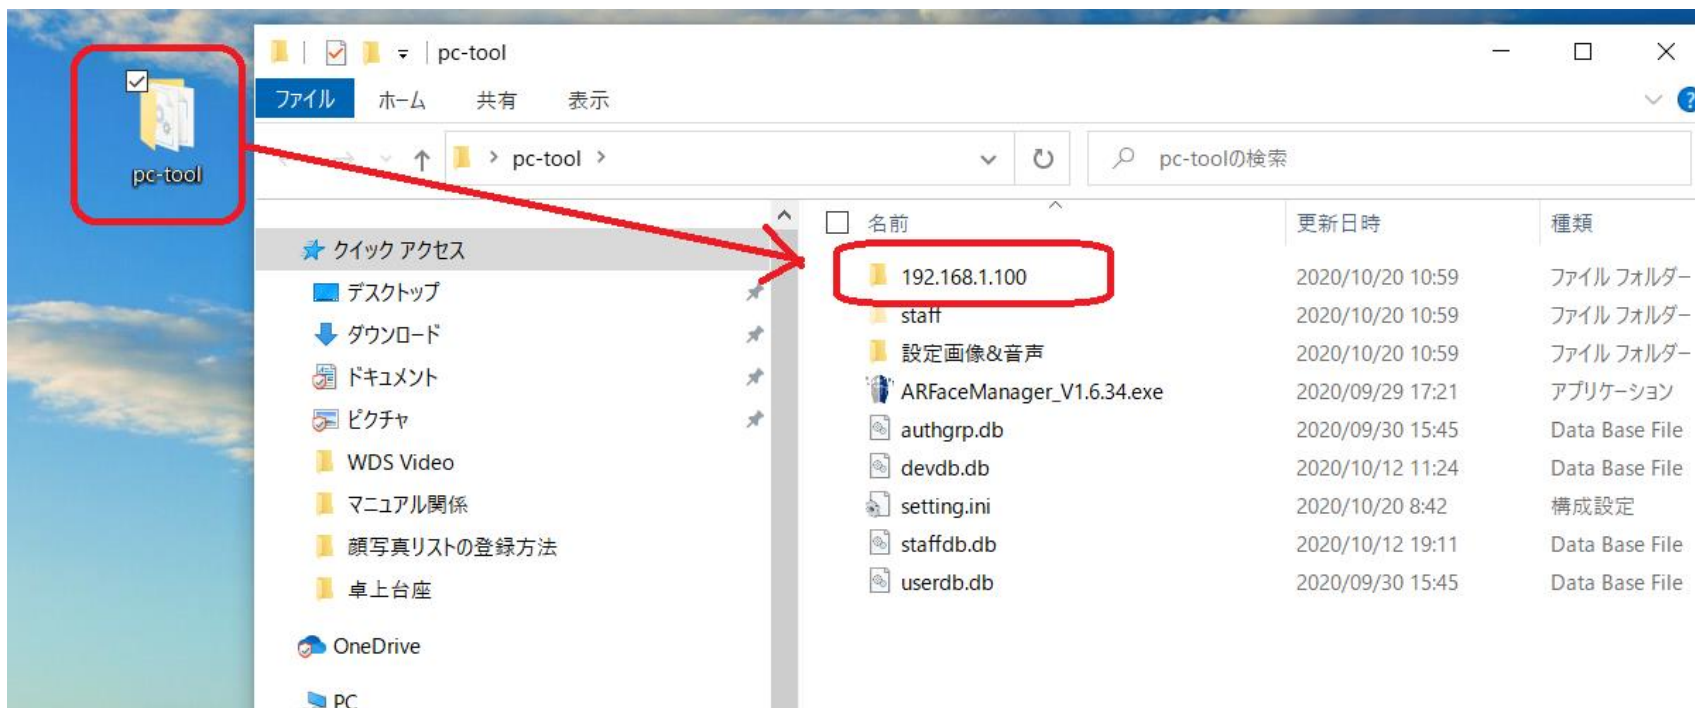 pc-tool
pc-tool
ファイル ホーム 共有 表示
pc-tool
pc-toolの検索
クイック アクセス
デスクトップ
ダウンロード
ドキュメント
ピクチャ
WDS Video
マニュアル関係
顔写真リストの登録方法
卓上台座
OneDrive
PC
名前 更新日時 種類
192.168.1.100 2020/10/20 10:59 ファイル フォルダー
staff 2020/10/20 10:59 ファイル フォルダー
設定画像&音声 2020/10/20 10:59 ファイル フォルダー
ARFaceManager_V1.6.34.exe 2020/09/29 17:21 アプリケーション
authgrp.db 2020/09/30 15:45 Data Base File
devdb.db 2020/10/12 11:24 Data Base File
setting.ini 2020/10/20 8:42 構成設定
staffdb.db 2020/10/12 19:11 Data Base File
userdb.db 2020/09/30 15:45 Data Base File